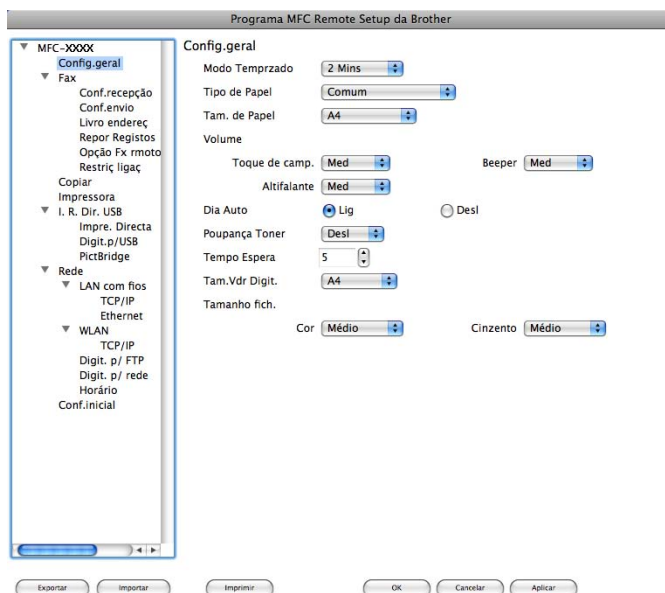 Programa MFC Remote Setup da Brother
MFC-XXXX
Config.geral
Fax
Conf.recepção
Conf.envio
Livro endereç
Repor Registos
Opção Fx rmoto
Restriç ligaç
Copiar
Impressora
I. R. Dir. USB
Impre. Directa
Digit.p/USB
PictBridge
Rede
LAN com fios
TCP/IP
Ethernet
WLAN
TCP/IP
Digit. p/ FTP
Digit. p/ rede
Horário
Conf.inicial
Config.geral
Modo Temprzado 2 Mins
Tipo de Papel Comum
Tam. de Papel A4
Volume
Toque de camp. Med Beeper Med
Altifalante Med
Dia Auto Lig Desl
Poupança Toner Desl
Tempo Espera 5
Tam.Vdr Digit. A4
Tamanho fich.
Cor Médio Cinzento Médio
Exportar Importar Imprimir OK Cancelar Aplicar